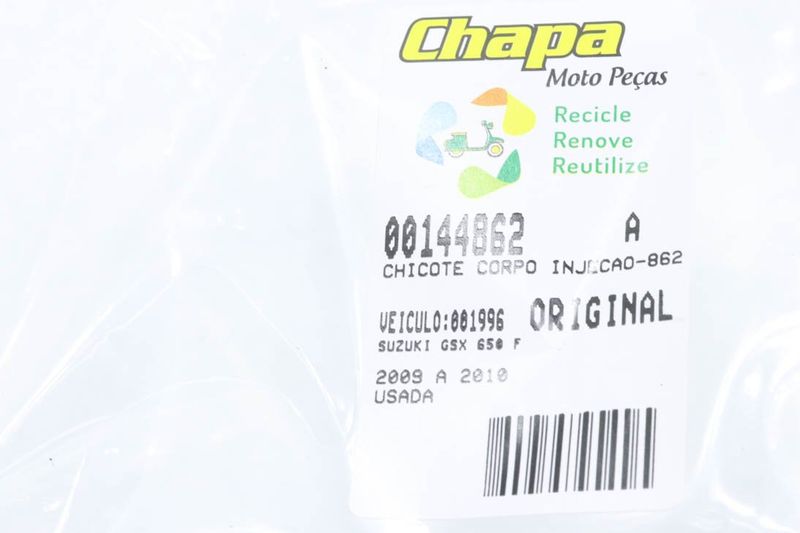 Chapa
Moto Peças
Recicle
Renove
Reutilize
00144862 A
CHICOTE CORPO INJECAO-862
VEICULO:001996 ORIGINAL
SUZUKI GSX 650 F
2009 A 2010
USADA